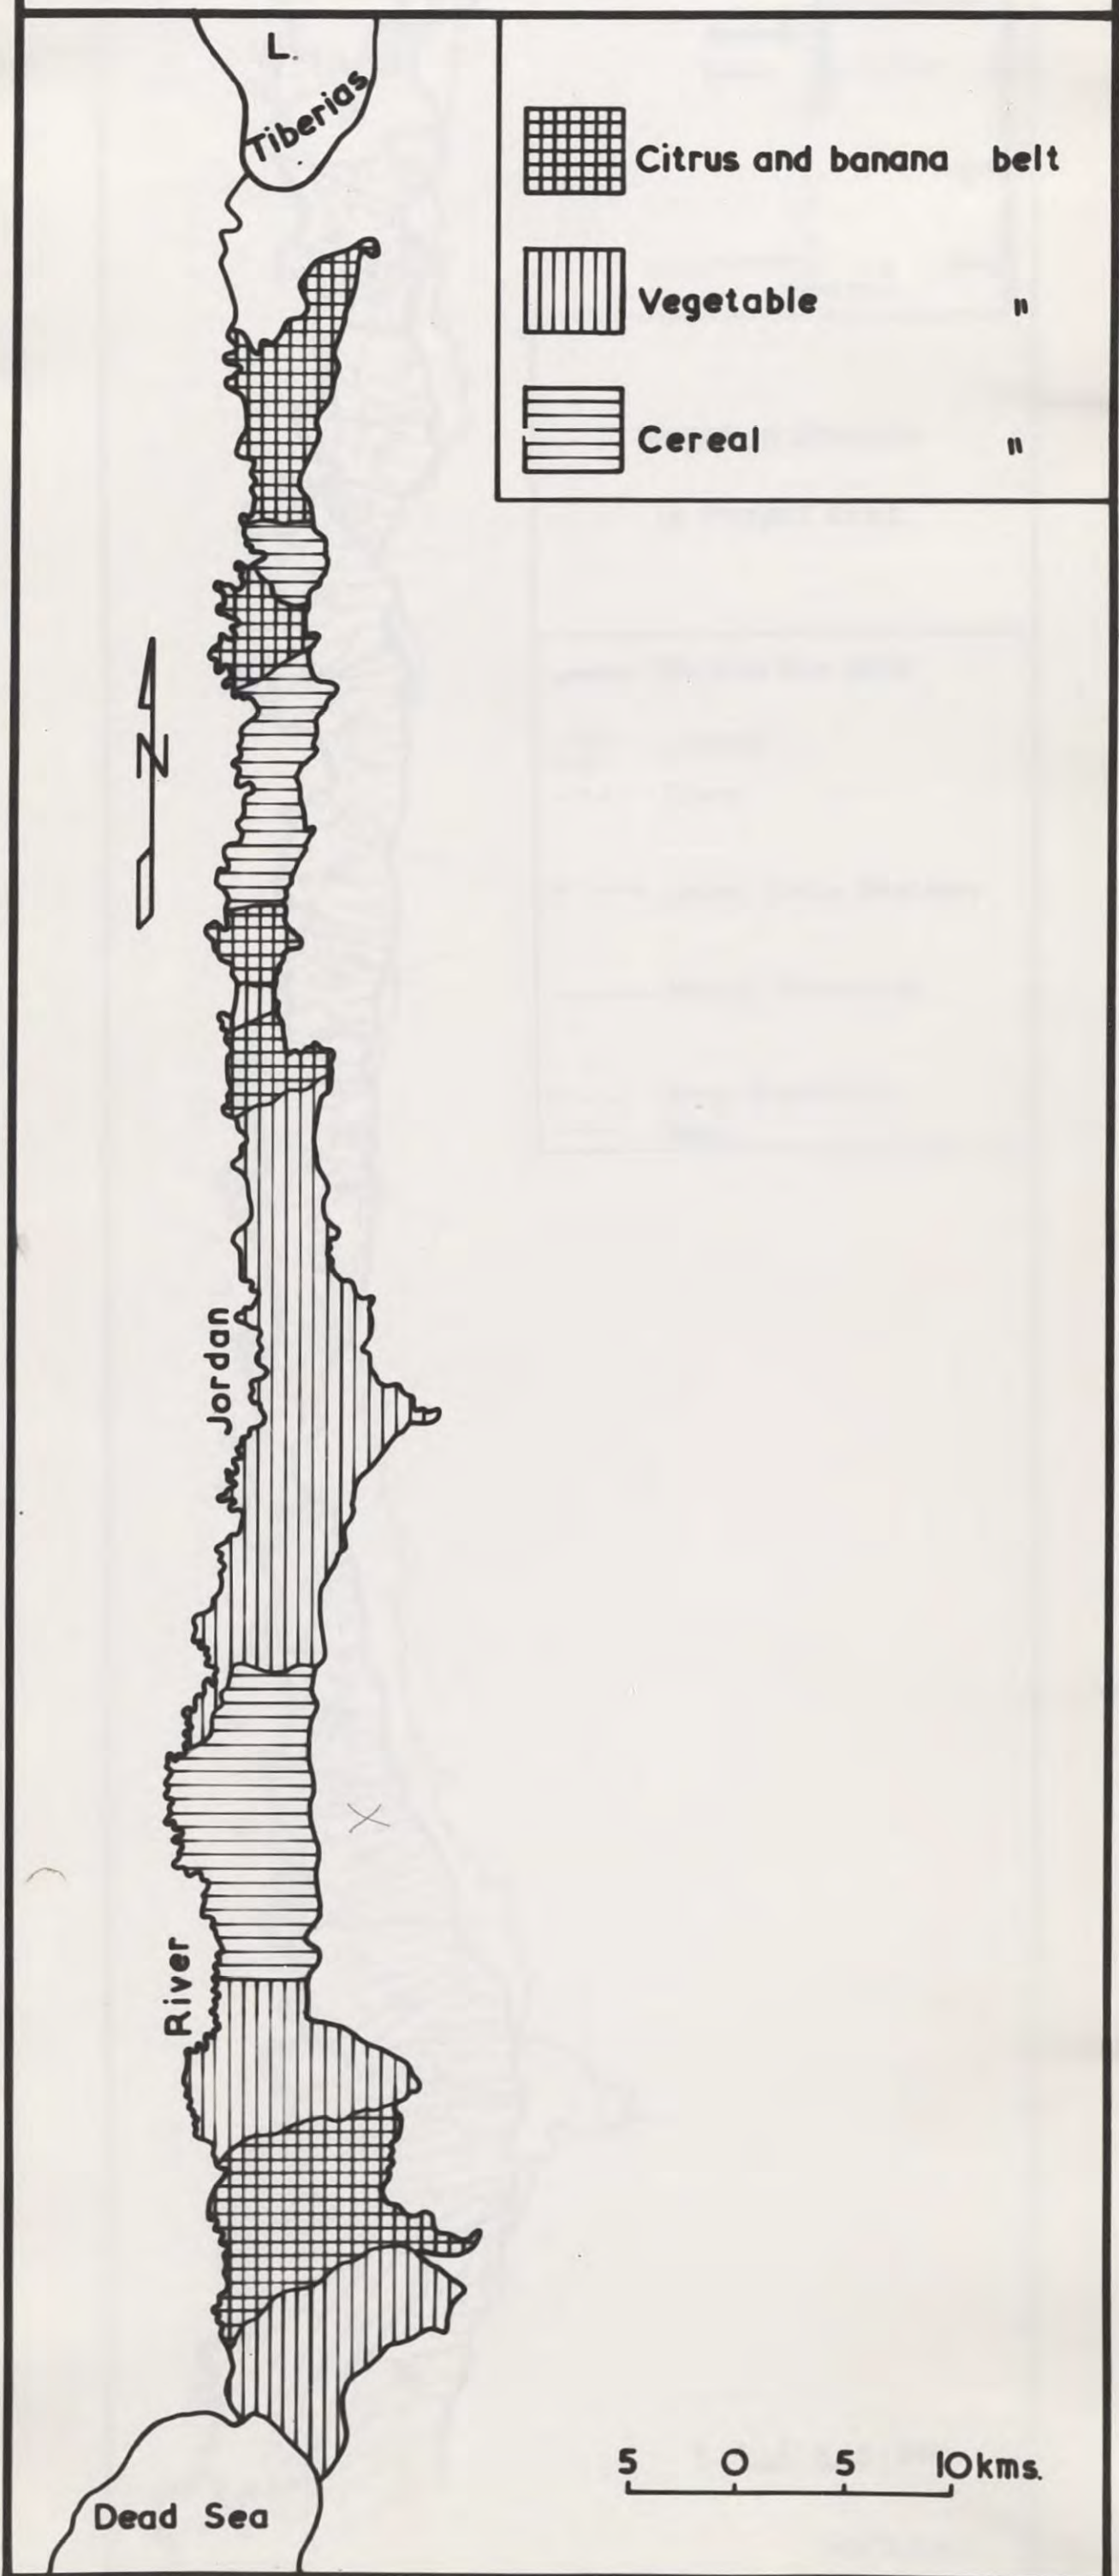 L.
Tiberias
Citrus and banana belt
Vegetable "
Cereal "
N
Jordan
River
5 0 5 10kms.
Dead Sea